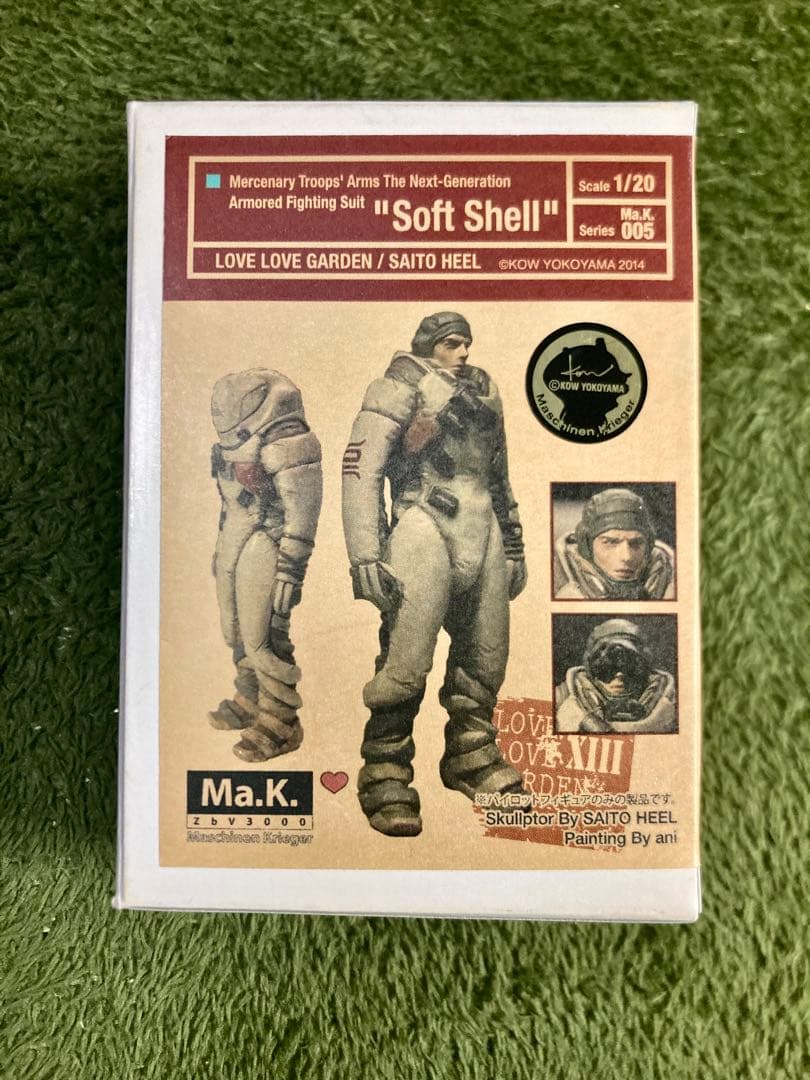 Mercenary Troops' Arms The Next-Generation
Armored Fighting Suit "Soft Shell"
Scale 1/20
Ma.K.
Series 005
LOVE LOVE GARDEN / SAITO HEEL ©KOW YOKOYAMA 2014
Kow
©KOW YOKOYAMA
Maschinen Krieger
LOVE
LOVE XIII
RDEN
Ma.K.
ZbV3000
Maschinen Krieger
※パイロットフィギュアのみの製品です。
Skullptor By SAITO HEEL
Painting By ani